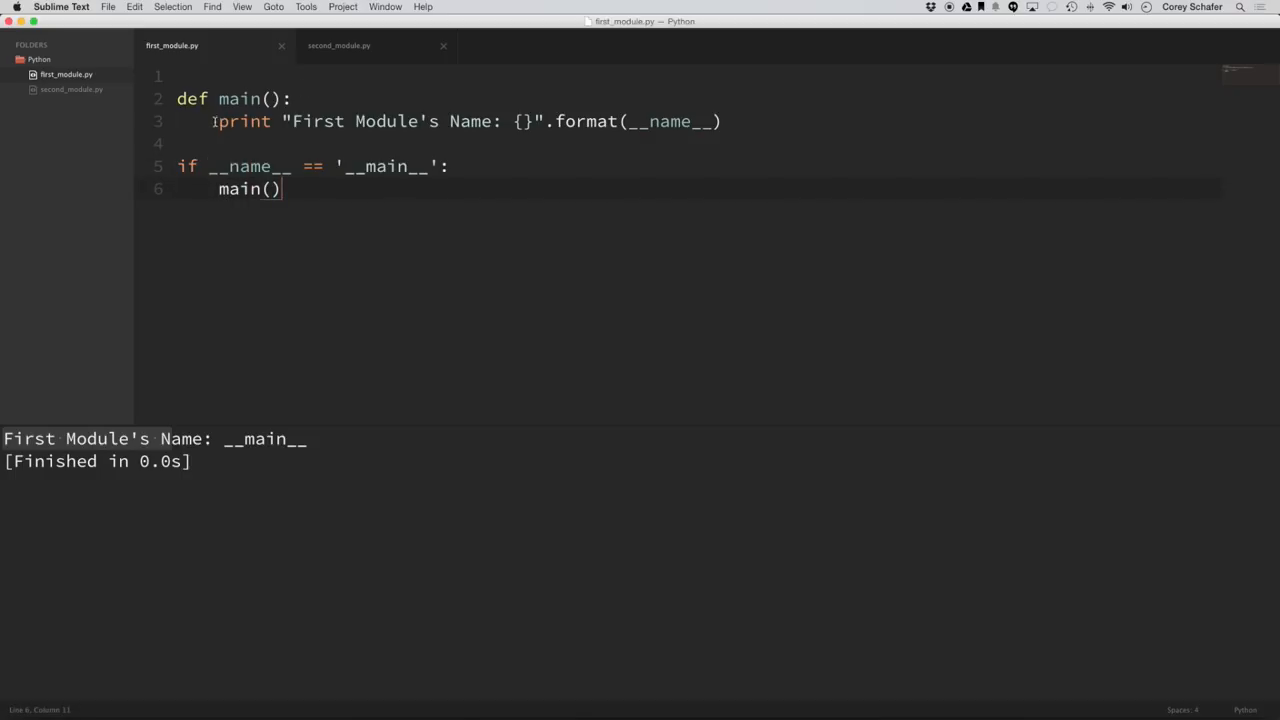 Sublime Text File Edit Selection Find View Goto Tools Project Window Help Corey Schafer
first_module.py — Python
FOLDERS
Python
first_module.py
second_module.py
first_module.py second_module.py
1
2 def main():
3 print "First Module's Name: {}".format(__name__)
4
5 if __name__ == '__main__':
6 main()
First Module's Name: __main__
[Finished in 0.0s]
Line 6, Column 11 Spaces: 4 Python